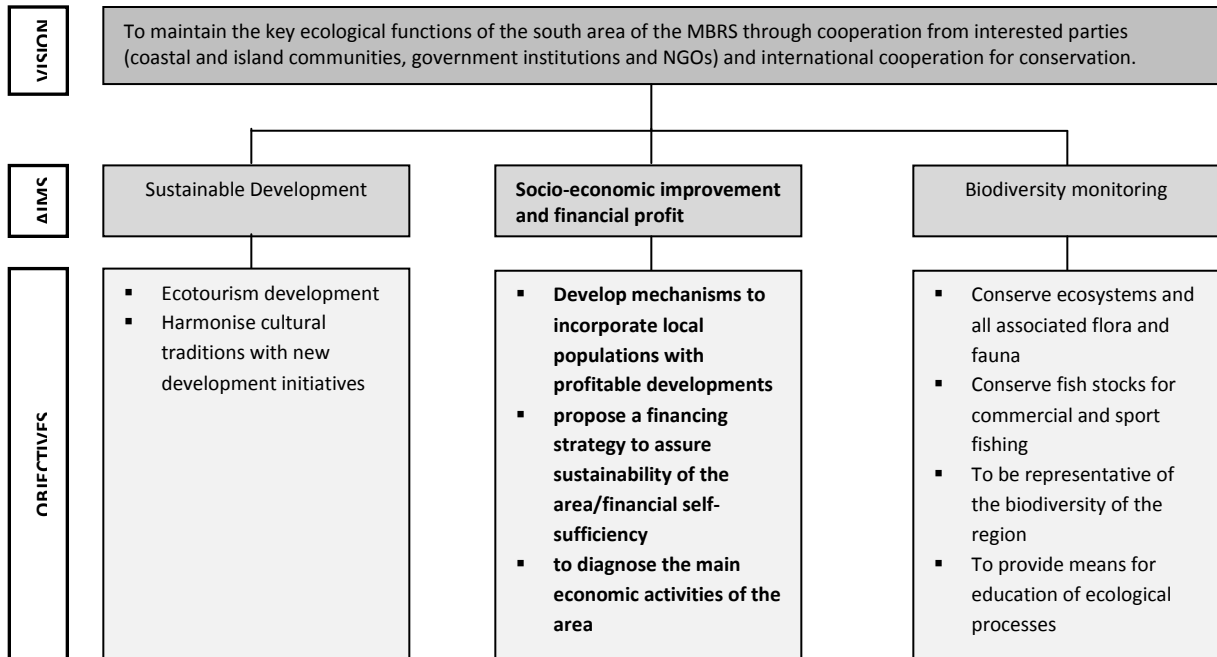 VISION
To maintain the key ecological functions of the south area of the MBRS through cooperation from interested parties
(coastal and island communities, government institutions and NGOs) and international cooperation for conservation.
AIMS
Sustainable Development
Socio-economic improvement
and financial profit
Biodiversity monitoring
OBJECTIVES
▪ Ecotourism development
▪ Harmonise cultural
traditions with new
development initiatives
▪ Develop mechanisms to
incorporate local
populations with
profitable developments
▪ propose a financing
strategy to assure
sustainability of the
area/financial self-
sufficiency
▪ to diagnose the main
economic activities of the
area
▪ Conserve ecosystems and
all associated flora and
fauna
▪ Conserve fish stocks for
commercial and sport
fishing
▪ To be representative of
the biodiversity of the
region
▪ To provide means for
education of ecological
processes